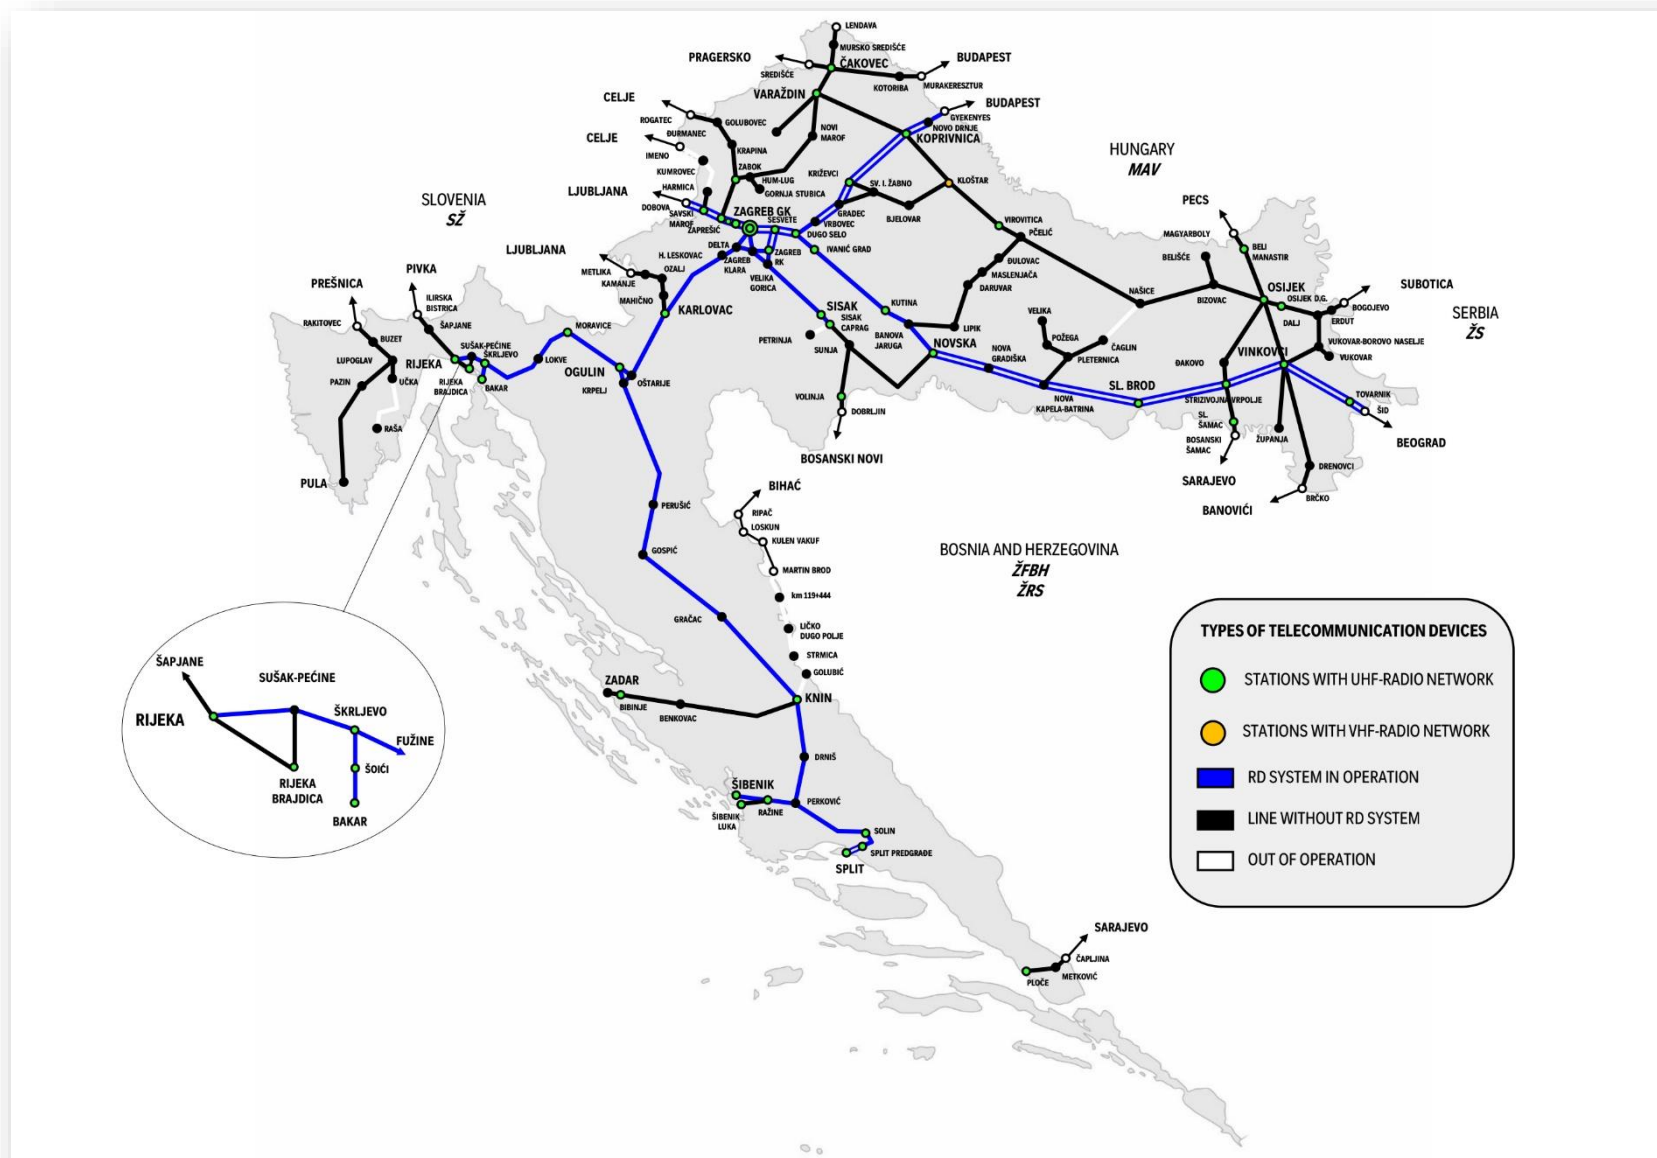 LENDAVA
MURSKO SREDIŠĆE
PRAGERSKO
ČAKOVEC
BUDAPEST
SREDIŠČE
KOTORIBA
MURAKERESZTUR
CELJE
VARAŽDIN
BUDAPEST
ROGATEC
GOLUBOVEC
GYEKENYES
NOVO DRNJE
ĐURMANEC
NOVI
MAROF
KOPRIVNICA
CELJE
KRAPINA
IMENO
HUNGARY
MAV
KUMROVEC
ZABOK
KRIŽEVCI
HUM-LUG
SV. I. ŽABNO
KLOŠTAR
HARMICA
GORNJA STUBICA
LJUBLJANA
SLOVENIA
SŽ
PECS
DOBOVA
SAVSKI
MAROF
ZAGREB GK
GRADEC
BJELOVAR
SESVETE
VRBOVEC
VIROVITICA
ZAPREŠIĆ
DUGO SELO
PČELIĆ
MAGYARBOLY
LJUBLJANA
DELTA
ZAGREB
RK
IVANIĆ GRAD
BELI
MANASTIR
H. LESKOVAC
ZAGREB
KLARA
ĐULOVAC
BELIŠĆE
PIVKA
METLIKA
OZALJ
VELIKA
GORICA
MASLENJAČA
PREŠNICA
KAMANJE
DARUVAR
OSIJEK
SUBOTICA
ILIRSKA
BISTRICA
MAHIČNO
SISAK
KUTINA
NAŠICE
BIZOVAC
OSIJEK D.G.
BOGOJEVO
SERBIA
ŽS
KARLOVAC
SISAK
CAPRAG
VELIKA
DALJ
ERDUT
RAKITOVEC
ŠAPJANE
MORAVICE
LIPIK
BUZET
PETRINJA
BANOVA
JARUGA
POŽEGA
ČAGLIN
VUKOVAR-BOROVO NASELJE
SUŠAK-PEĆINE
ŠKRLJEVO
SUNJA
NOVSKA
NOVA
GRADIŠKA
PLETERNICA
VINKOVCI
VUKOVAR
LUPOGLAV
RIJEKA
LOKVE
OGULIN
ĐAKOVO
PAZIN
UČKA
RIJEKA
BRAJDICA
BAKAR
KRPELJ
OŠTARIJE
SL. BROD
VOLINJA
NOVA
KAPELA-BATRINA
STRIZIVOJNA-VRPOLJE
TOVARNIK
DOBRLJIN
ŠID
RAŠA
SL.
ŠAMAC
BOSANSKI
ŠAMAC
ŽUPANJA
BEOGRAD
BOSANSKI NOVI
DRENOVCI
PULA
SARAJEVO
BIHAĆ
BRČKO
BANOVIĆI
PERUŠIĆ
RIPAČ
LOSKUN
KULEN VAKUF
GOSPIĆ
BOSNIA AND HERZEGOVINA
ŽFBH
ŽRS
MARTIN BROD
km 119+444
GRAČAC
LIČKO
DUGO POLJE
STRMICA
GOLUBIĆ
ZADAR
KNIN
BIBINJE
BENKOVAC
DRNIŠ
ŠIBENIK
PERKOVIĆ
RAŽINE
ŠIBENIK
LUKA
SOLIN
SPLIT PREDGRAĐE
SPLIT
SARAJEVO
ČAPLJINA
METKOVIĆ
PLOČE
ŠAPJANE
SUŠAK-PEĆINE
RIJEKA
ŠKRLJEVO
FUŽINE
ŠOIĆI
RIJEKA
BRAJDICA
BAKAR
TYPES OF TELECOMMUNICATION DEVICES
STATIONS WITH UHF-RADIO NETWORK
STATIONS WITH VHF-RADIO NETWORK
RD SYSTEM IN OPERATION
LINE WITHOUT RD SYSTEM
OUT OF OPERATION